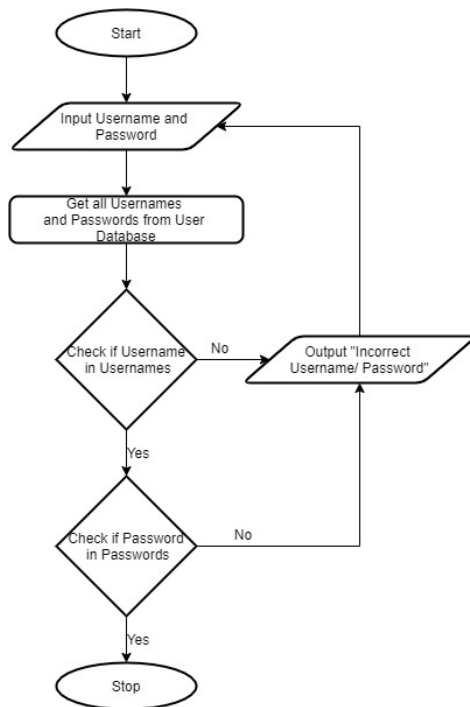 Start
Input Username and
Password
Get all Usernames
and Passwords from User
Database
Check if Username
in Usernames
No
Output "Incorrect
Username/ Password"
Yes
Check if Password
in Passwords
No
Yes
Stop